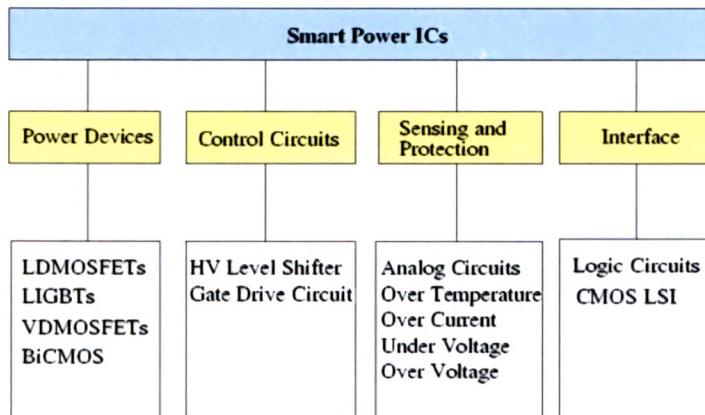 Smart Power ICs
Power Devices
Control Circuits
Sensing and
Protection
Interface
LDMOSFETs
LIGBTs
VDMOSFETs
BiCMOS
HV Level Shifter
Gate Drive Circuit
Analog Circuits
Over Temperature
Over Current
Under Voltage
Over Voltage
Logic Circuits
CMOS LSI